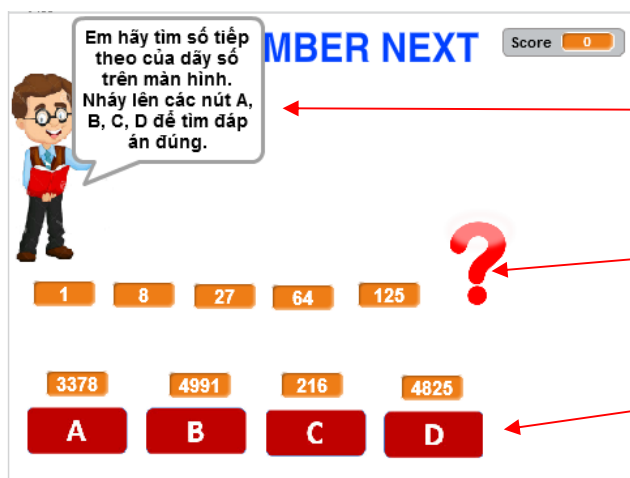 Em hãy tìm số tiếp
theo của dãy số
trên màn hình.
Nháy lên các nút A,
B, C, D để tìm đáp
án đúng.
MBER NEXT
Score 0
?
1 8 27 64 125
3378 4991 216 4825
A B C D